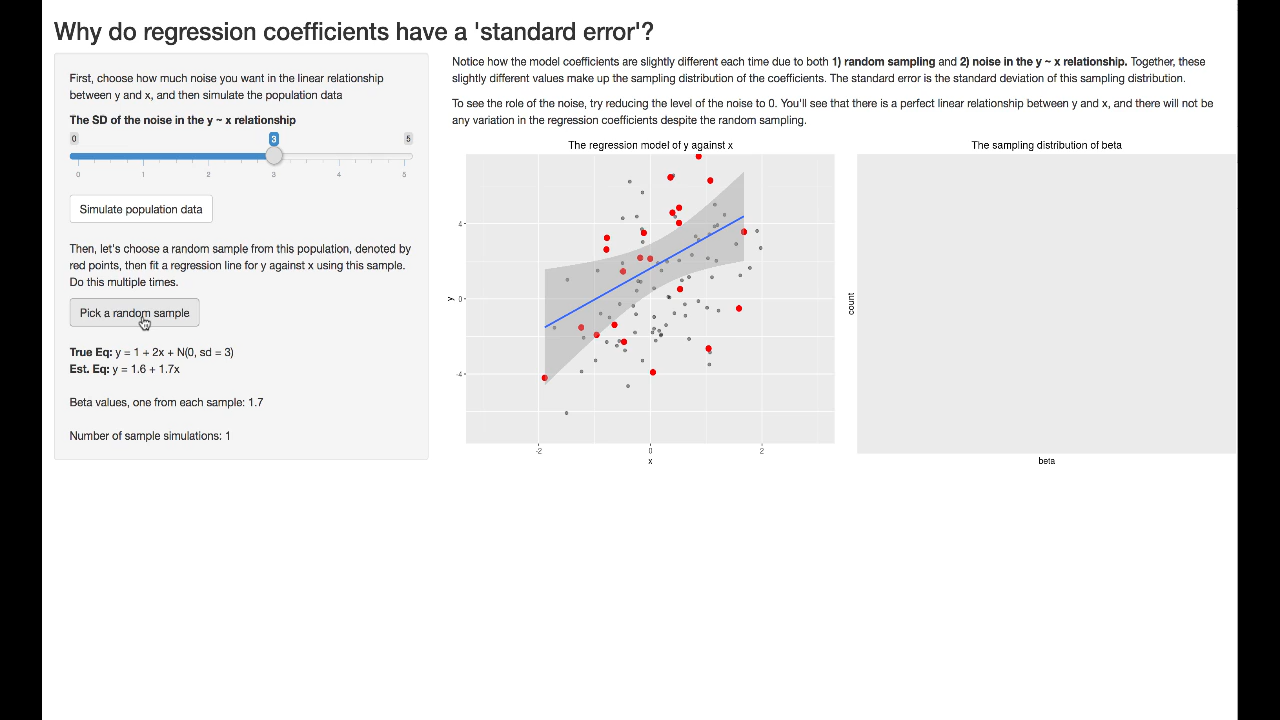 Why do regression coefficients have a 'standard error'?
First, choose how much noise you want in the linear relationship
between y and x, and then simulate the population data
The SD of the noise in the y ~ x relationship
0 3 5
0 1 2 3 4 5
Simulate population data
Then, let's choose a random sample from this population, denoted by
red points, then fit a regression line for y against x using this sample.
Do this multiple times.
Pick a random sample
True Eq: y = 1 + 2x + N(0, sd = 3)
Est. Eq: y = 1.6 + 1.7x
Beta values, one from each sample: 1.7
Number of sample simulations: 1
Notice how the model coefficients are slightly different each time due to both 1) random sampling and 2) noise in the y ~ x relationship. Together, these
slightly different values make up the sampling distribution of the coefficients. The standard error is the standard deviation of this sampling distribution.
To see the role of the noise, try reducing the level of the noise to 0. You'll see that there is a perfect linear relationship between y and x, and there will not be
any variation in the regression coefficients despite the random sampling.
The regression model of y against x
4
0
-4
y
-2 0 2
x
The sampling distribution of beta
count
beta